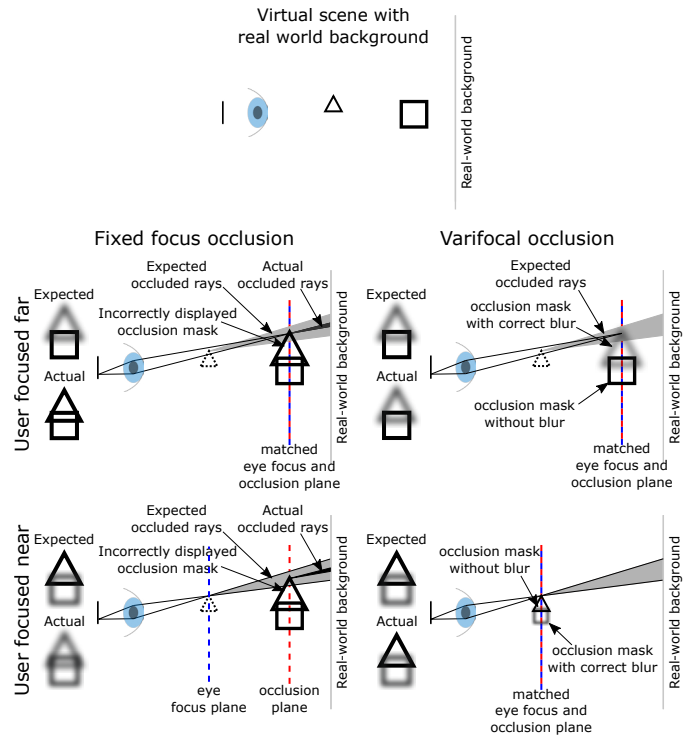 Virtual scene with
real world background
Real-world background
Fixed focus occlusion
Varifocal occlusion
User focused far
Expected
Actual
Expected
occluded rays
Actual
occluded rays
Incorrectly displayed
occlusion mask
matched
eye focus and
occlusion plane
Real-world background
Expected
Actual
Expected
occluded rays
occlusion mask
with correct blur
occlusion mask
without blur
matched
eye focus and
occlusion plane
Real-world background
User focused near
Expected
Actual
Expected
occluded rays
Actual
occluded rays
Incorrectly displayed
occlusion mask
eye
focus plane
occlusion
plane
Real-world background
Expected
Actual
occlusion mask
without blur
occlusion mask
with correct blur
matched
eye focus and
occlusion plane
Real-world background